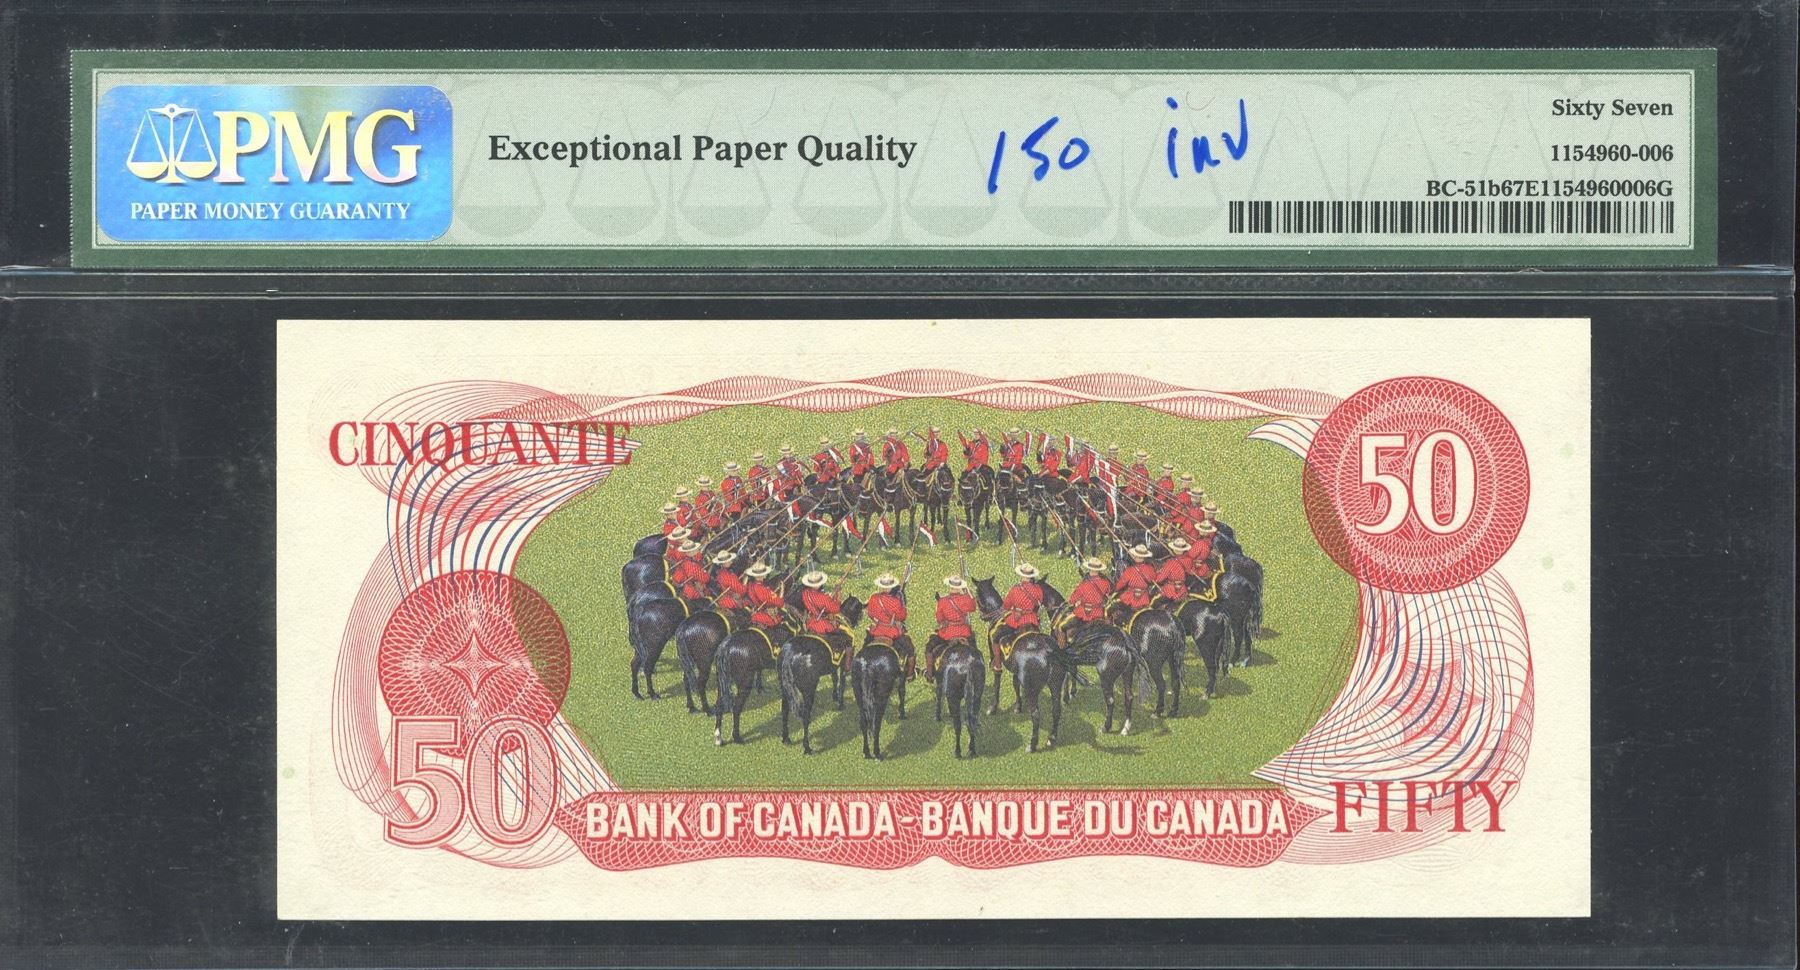 PMG
PAPER MONEY GUARANTY
Exceptional Paper Quality
150 inv
Sixty Seven
1154960-006
BC-51b67E1154960006G
CINQUANTE
50
50
BANK OF CANADA - BANQUE DU CANADA
FIFTY